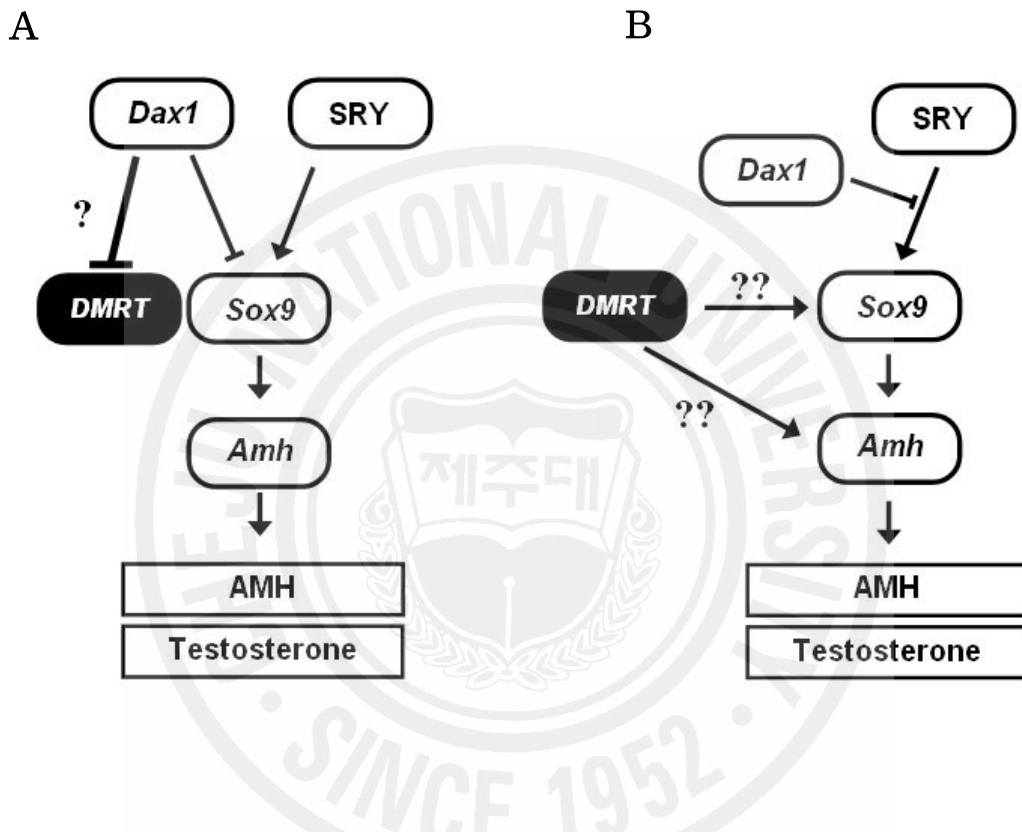 A
Dax1
SRY
?
DMRT
Sox9
Amh
AMH
Testosterone
B
SRY
Dax1
DMRT
??
Sox9
??
Amh
AMH
Testosterone
CHEJU NATIONAL UNIVERSITY
제주대
SINCE 1952